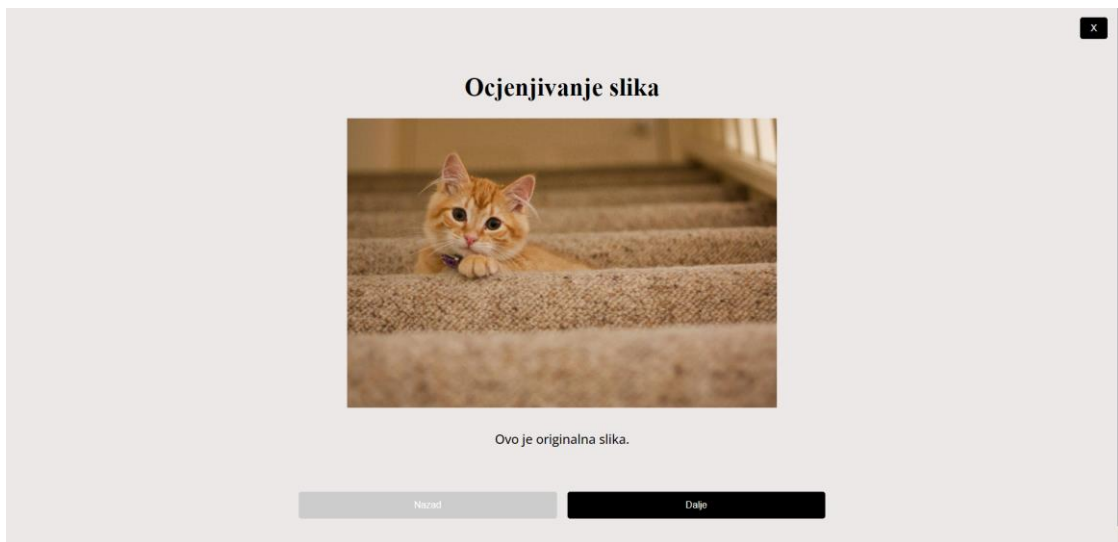 X
Ocjenjivanje slika
Ovo je originalna slika.
Nazad
Dalje